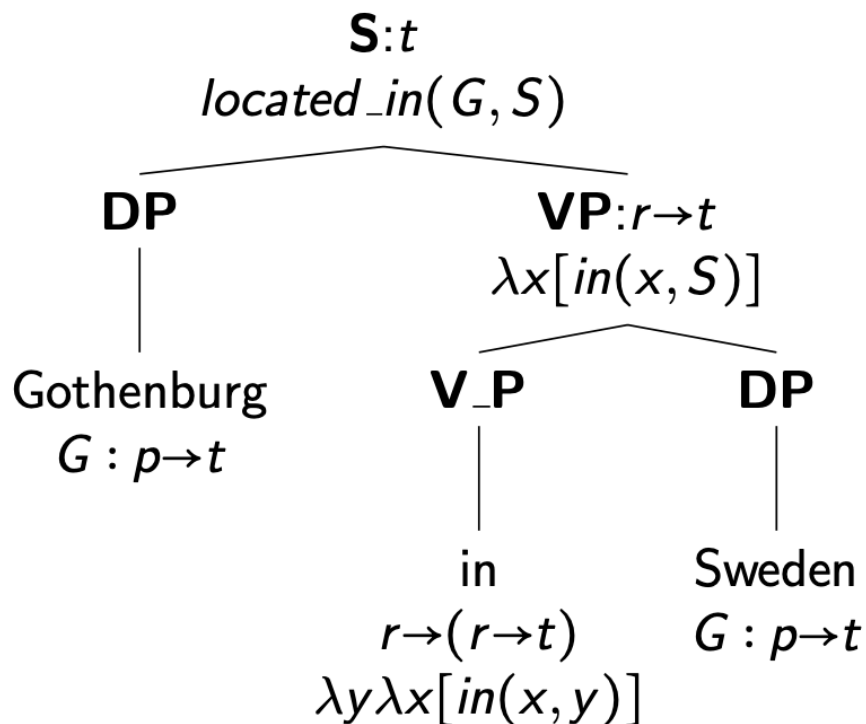 S:t
located_in(G, S)
DP
VP:r→t
λx[in(x, S)]
V_P
DP
Gothenburg
G : p→t
in
r→(r→t)
λyλx[in(x, y)]
Sweden
G : p→t